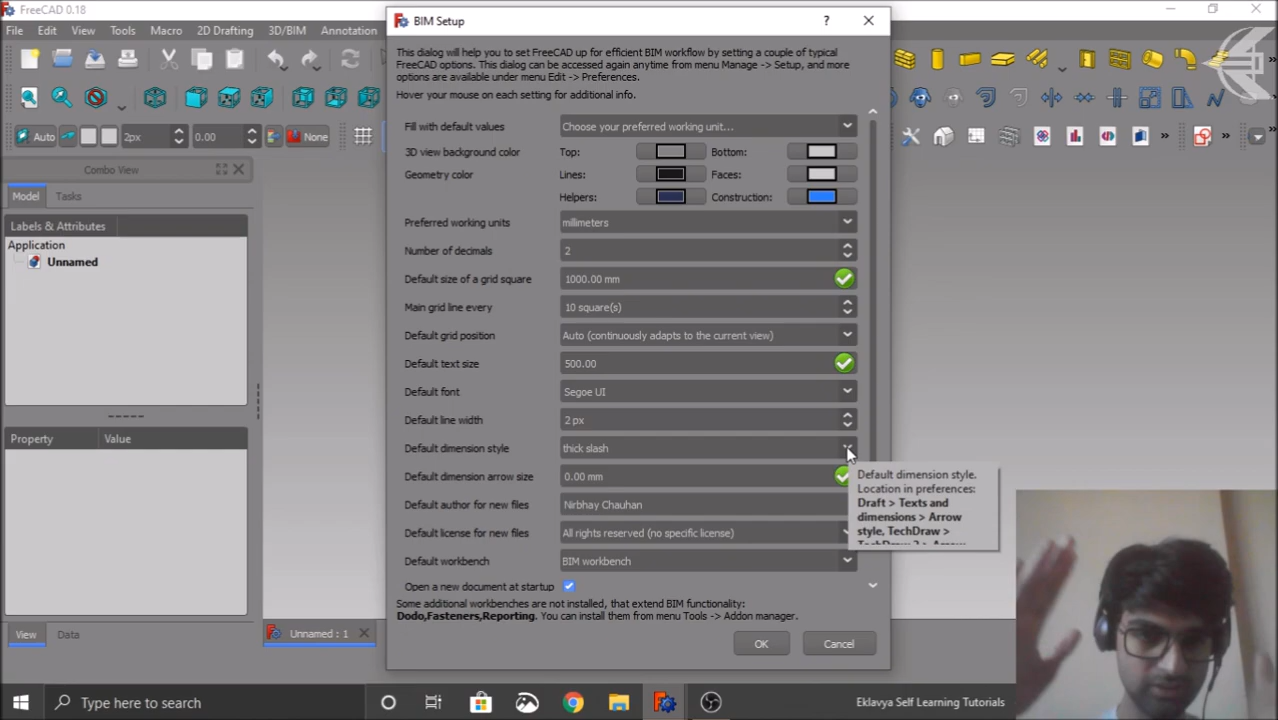 FreeCAD 0.18
File Edit View Tools Macro 2D Drafting 3D/BIM Annotation
Auto 2px 0.00 None
Combo View
Model Tasks
Labels & Attributes
Application
Unnamed
Property Value
View Data
Unnamed : 1
BIM Setup ?
This dialog will help you to set FreeCAD up for efficient BIM workflow by setting a couple of typical
FreeCAD options. This dialog can be accessed again anytime from menu Manage -> Setup, and more
options are available under menu Edit -> Preferences.
Hover your mouse on each setting for additional info.
Fill with default values Choose your preferred working unit...
3D view background color Top: Bottom:
Geometry color Lines: Faces:
Helpers: Construction:
Preferred working units millimeters
Number of decimals 2
Default size of a grid square 1000.00 mm
Main grid line every 10 square(s)
Default grid position Auto (continuously adapts to the current view)
Default text size 500.00
Default font Segoe UI
Default line width 2 px
Default dimension style thick slash
Default dimension arrow size 0.00 mm
Default author for new files Nirbhay Chauhan
Default license for new files All rights reserved (no specific license)
Default workbench BIM workbench
Open a new document at startup
Some additional workbenches are not installed, that extend BIM functionality:
Dodo,Fasteners,Reporting. You can install them from menu Tools -> Addon manager.
OK Cancel
Default dimension style.
Location in preferences:
Draft > Texts and
dimensions > Arrow
style, TechDraw >
Type here to search
Eklavya Self Learning Tutorials